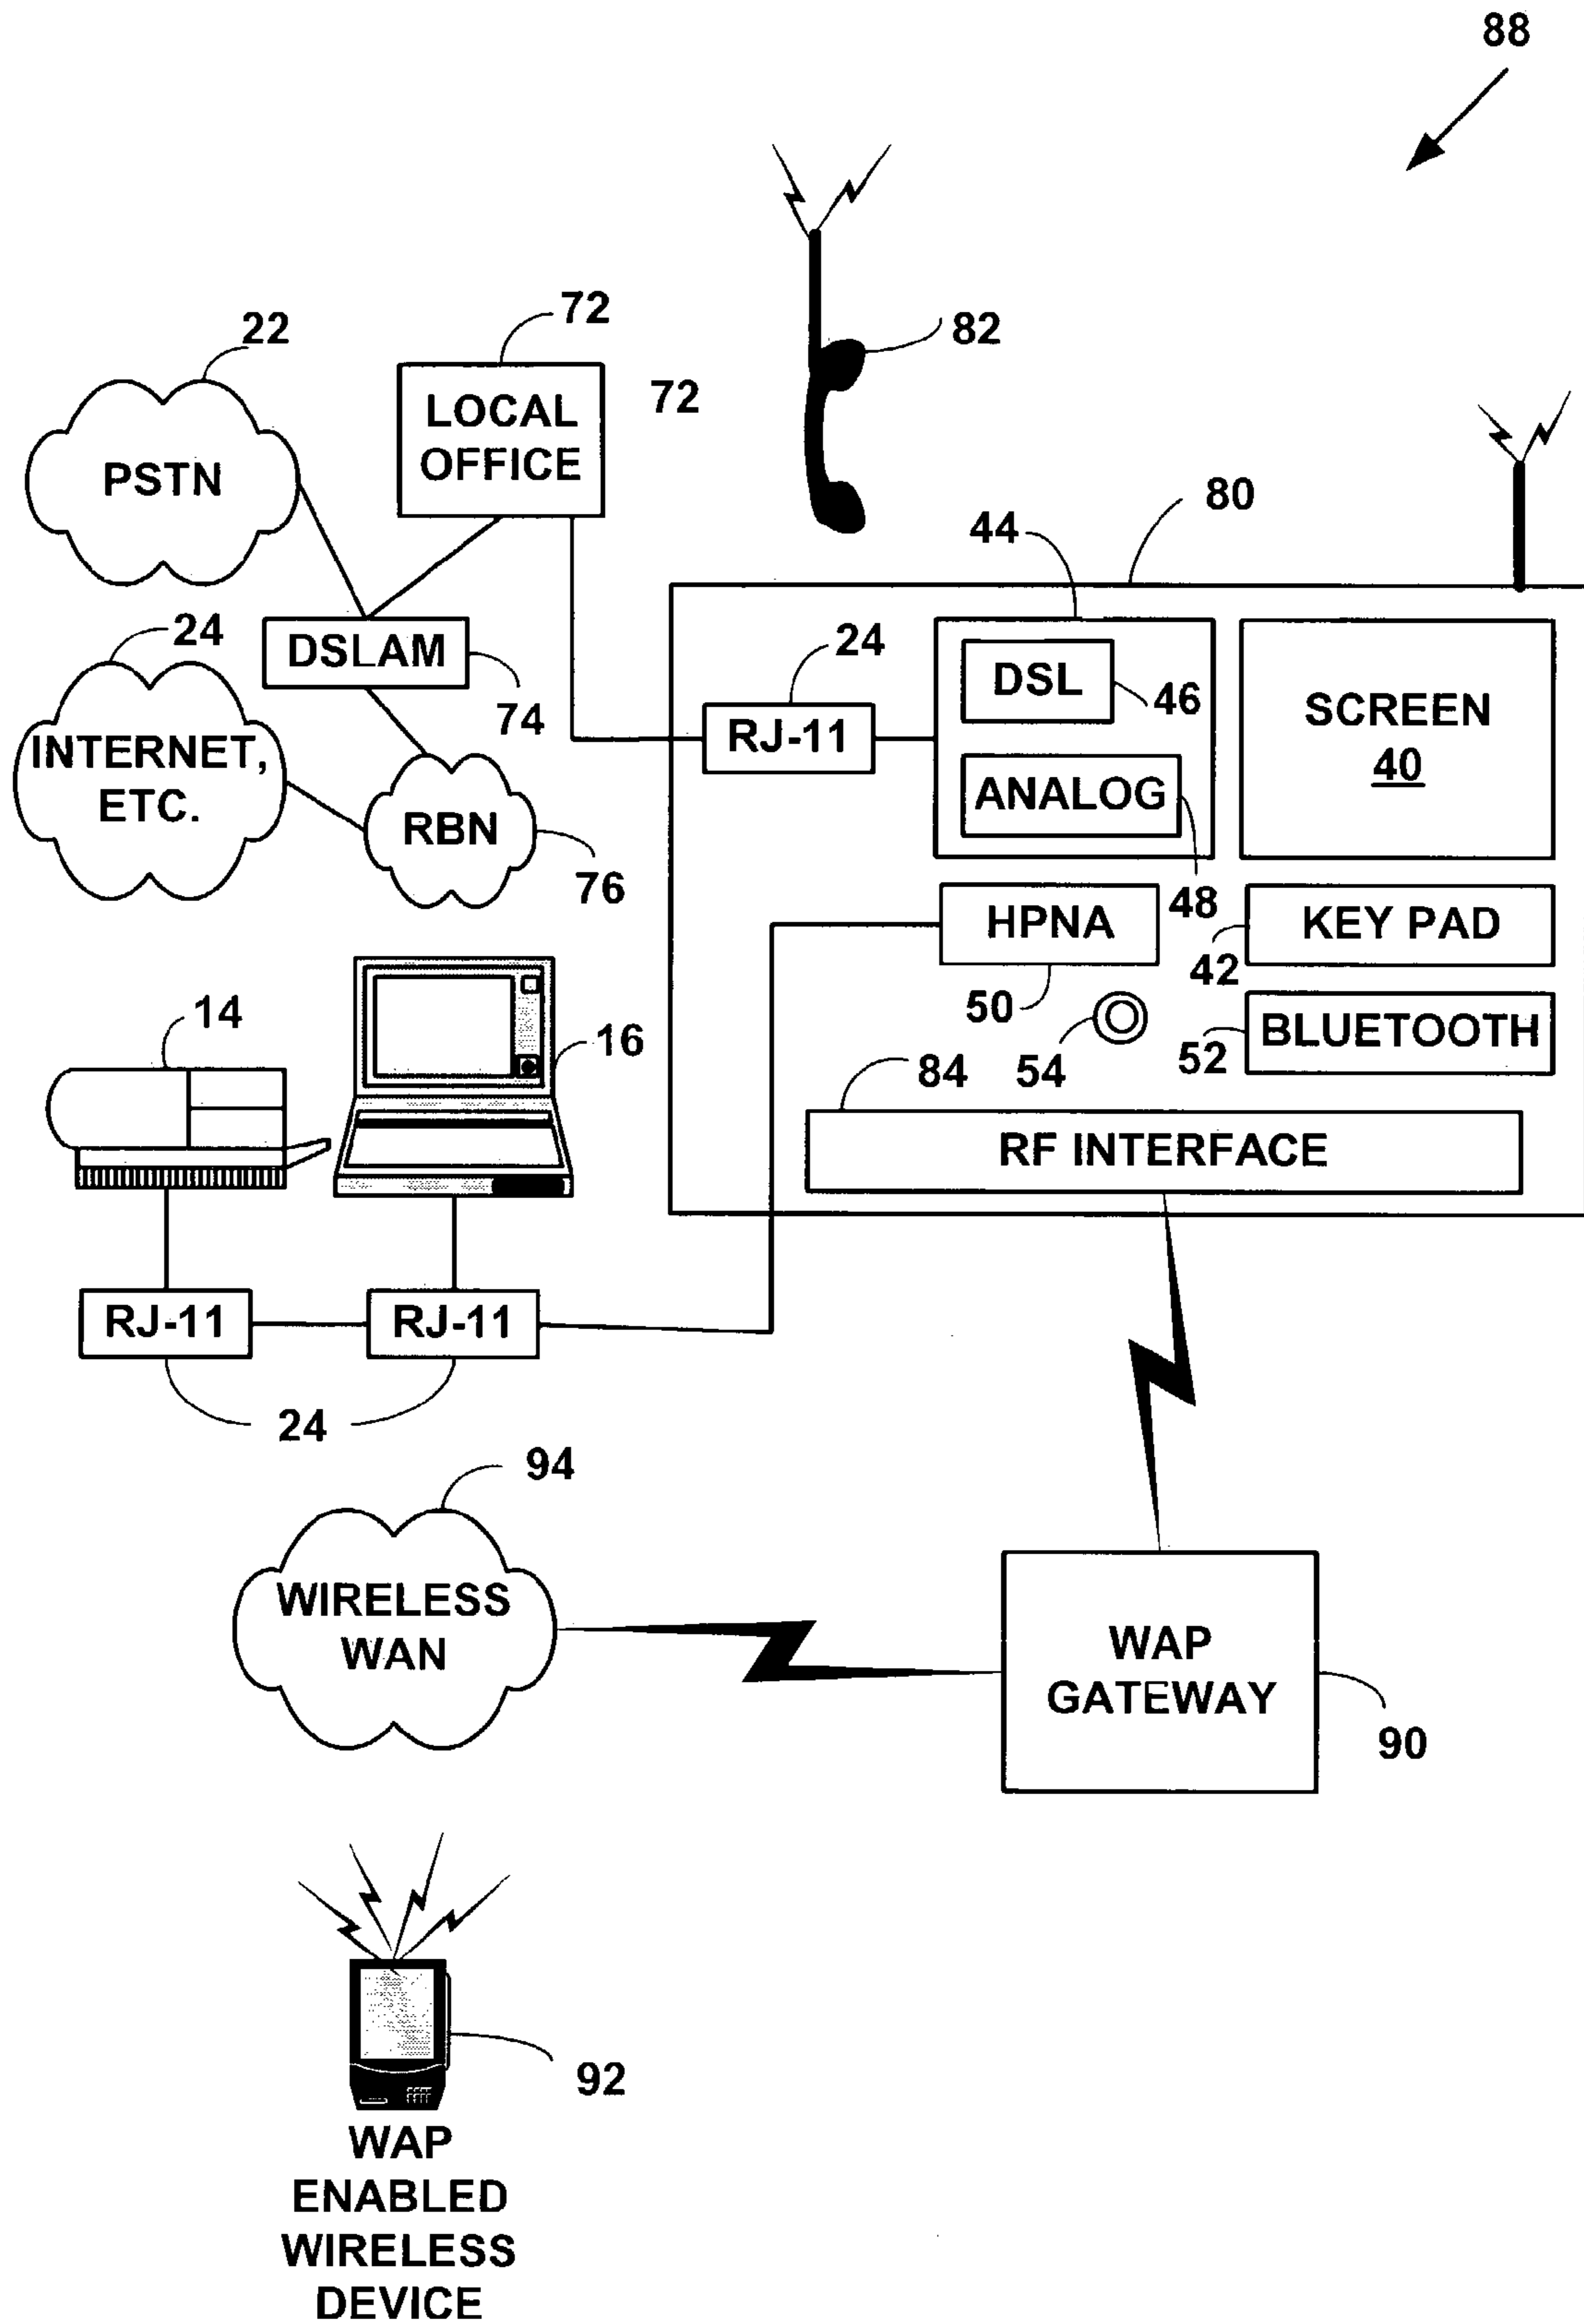 88
72
22
82
72
LOCAL
OFFICE
PSTN
80
44
24
24
DSLAM
DSL
46
SCREEN
40
74
RJ-11
INTERNET,
ETC.
ANALOG
RBN
76
48
HPNA
KEY PAD
42
50
14
16
54
52
BLUETOOTH
84
RF INTERFACE
RJ-11
RJ-11
24
94
WIRELESS
WAN
WAP
GATEWAY
90
92
WAP
ENABLED
WIRELESS
DEVICE